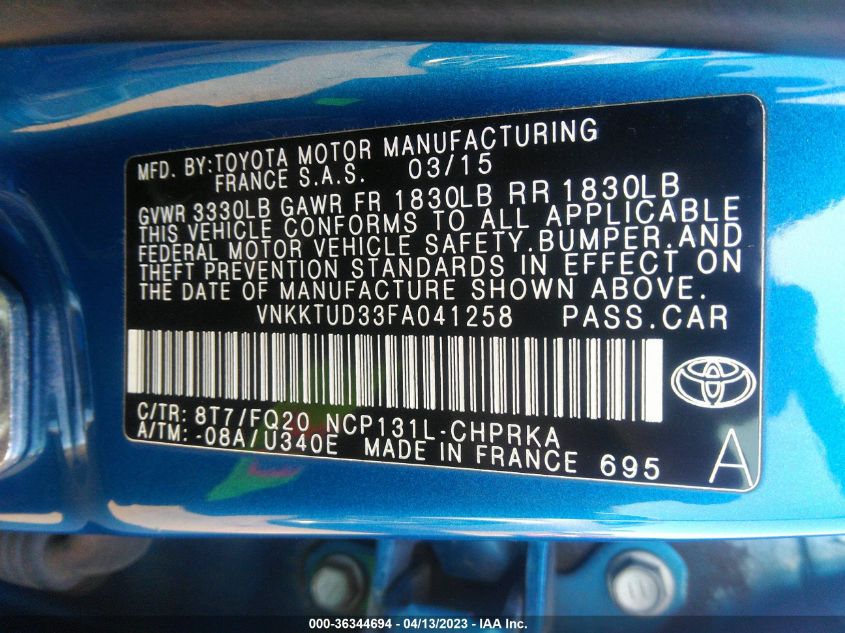 MFD. BY:TOYOTA MOTOR MANUFACTURING
FRANCE S.A.S. 03/15
GVWR 3330LB GAWR FR 1830LB RR 1830LB
THIS VEHICLE CONFORMS TO ALL APPLICABLE
FEDERAL MOTOR VEHICLE SAFETY,BUMPER,AND
THEFT PREVENTION STANDARDS IN EFFECT ON
THE DATE OF MANUFACTURE SHOWN ABOVE.
VNKKTUD33FA041258 PASS.CAR
C/TR: 8T7/FQ20 NCP131L-CHPRKA
A/TM: -08A/U340E MADE IN FRANCE 695
A
000-36344694 - 04/13/2023 - IAA Inc.